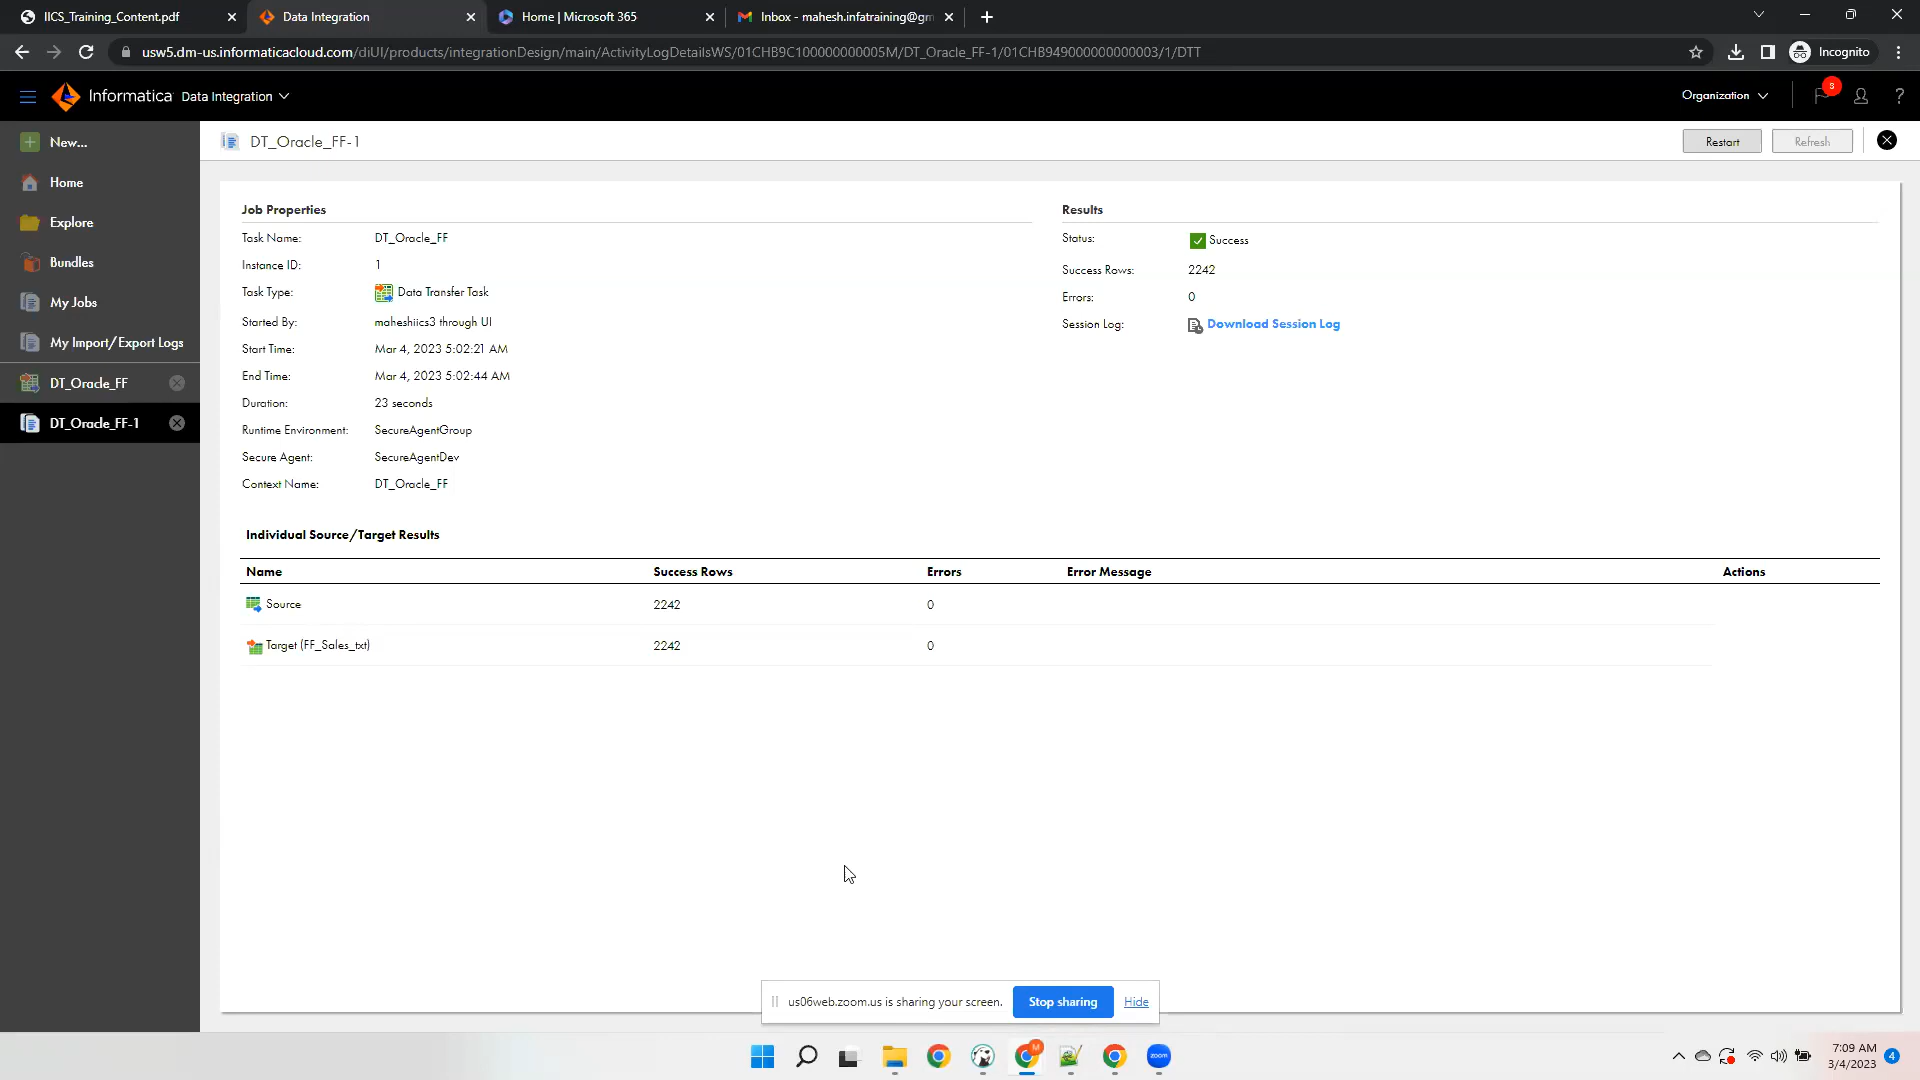 IICS_Training_Content.pdf
Data Integration
Home | Microsoft 365
Inbox - mahesh.infatraining@gm
usw5.dm-us.informaticacloud.com/diUI/products/integrationDesign/main/ActivityLogDetailsWS/01CHB9C100000000005M/DT_Oracle_FF-1/01CHB949000000000003/1/DTT
Incognito
Informatica Data Integration
Organization
3
?
New...
Home
Explore
Bundles
My Jobs
My Import/Export Logs
DT_Oracle_FF
DT_Oracle_FF-1
DT_Oracle_FF-1
Restart
Refresh
Job Properties
Task Name: DT_Oracle_FF
Instance ID: 1
Task Type: Data Transfer Task
Started By: maheshiics3 through UI
Start Time: Mar 4, 2023 5:02:21 AM
End Time: Mar 4, 2023 5:02:44 AM
Duration: 23 seconds
Runtime Environment: SecureAgentGroup
Secure Agent: SecureAgentDev
Context Name: DT_Oracle_FF
Results
Status: Success
Success Rows: 2242
Errors: 0
Session Log: Download Session Log
Individual Source/Target Results
Name Success Rows Errors Error Message Actions
Source 2242 0
Target (FF_Sales_txt) 2242 0
us06web.zoom.us is sharing your screen. Stop sharing Hide
M
zoom
7:09 AM
3/4/2023
4